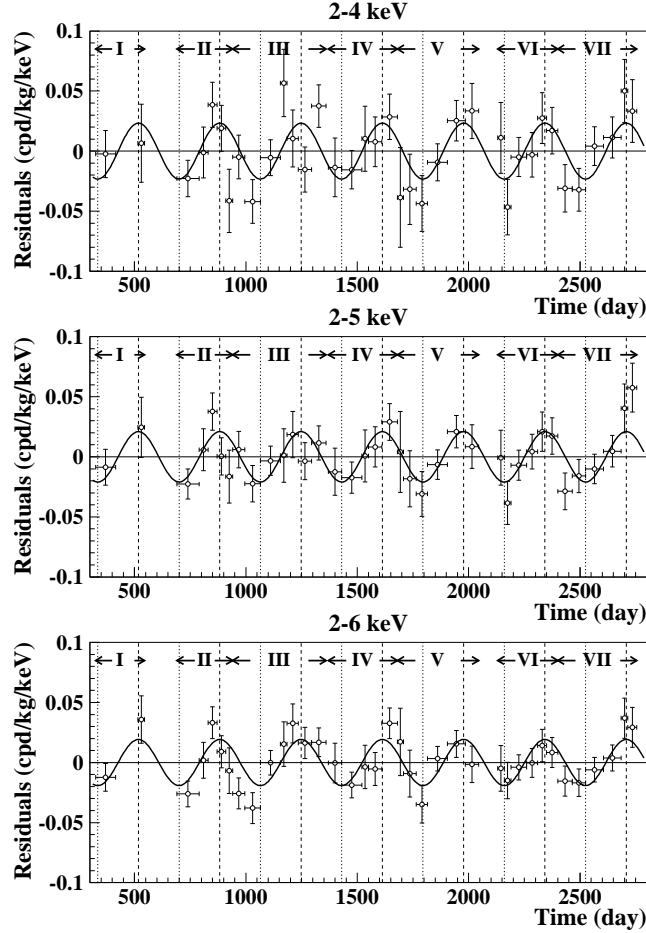 2-4 keV
Residuals (cpd/kg/keV)
I II III IV V VI VII
0.1
0.05
0
-0.05
-0.1
500 1000 1500 2000 2500
Time (day)
2-5 keV
Residuals (cpd/kg/keV)
I II III IV V VI VII
0.1
0.05
0
-0.05
-0.1
500 1000 1500 2000 2500
Time (day)
2-6 keV
Residuals (cpd/kg/keV)
I II III IV V VI VII
0.1
0.05
0
-0.05
-0.1
500 1000 1500 2000 2500
Time (day)